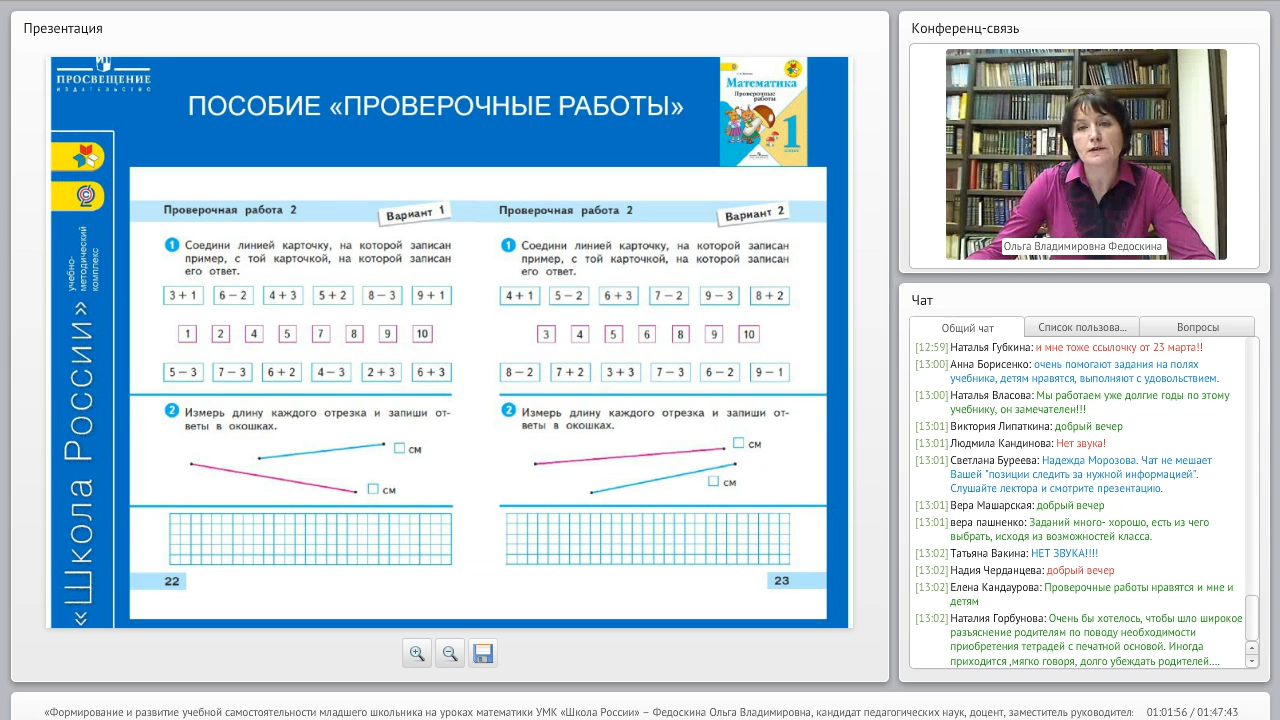 Презентация
ПРОСВЕЩЕНИЕ
ИЗДАТЕЛЬСТВО
ПОСОБИЕ «ПРОВЕРОЧНЫЕ РАБОТЫ»
Математика
Проверочные
работы
1
учебно-
методический
комплекс
«Школа России»
Проверочная работа 2
Вариант 1
1 Соедини линией карточку, на которой записан
пример, с той карточкой, на которой записан
его ответ.
3 + 1 6 − 2 4 + 3 5 + 2 8 − 3 9 + 1
1 2 4 5 7 8 9 10
5 − 3 7 − 3 6 + 2 4 − 3 2 + 3 6 + 3
2 Измерь длину каждого отрезка и запиши от-
веты в окошках.
см
см
22
Проверочная работа 2
Вариант 2
1 Соедини линией карточку, на которой записан
пример, с той карточкой, на которой записан
его ответ.
4 + 1 5 − 2 6 + 3 7 − 2 9 − 3 8 + 2
3 4 5 6 8 9 10
8 − 2 7 + 2 3 + 3 7 − 3 6 − 2 9 − 1
2 Измерь длину каждого отрезка и запиши от-
веты в окошках.
см
см
23
Конференц-связь
Ольга Владимировна Федоскина
Чат
Общий чат Список пользова... Вопросы
[12:59] Наталья Губкина: и мне тоже ссылочку от 23 марта!!
[13:00] Анна Борисенко: очень помогают задания на полях
учебника, детям нравятся, выполняют с удовольствием.
[13:00] Наталья Власова: Мы работаем уже долгие годы по этому
учебнику, он замечателен!!!
[13:01] Виктория Липаткина: добрый вечер
[13:01] Людмила Кандинова: Нет звука!
[13:01] Светлана Буреева: Надежда Морозова. Чат не мешает
Вашей "позиции следить за нужной информацией".
Слушайте лектора и смотрите презентацию.
[13:01] Вера Машарская: добрый вечер
[13:01] вера пашненко: Заданий много- хорошо, есть из чего
выбрать, исходя из возможностей класса.
[13:02] Татьяна Вакина: НЕТ ЗВУКА!!!!
[13:02] Надия Черданцева: добрый вечер
[13:02] Елена Кандаурова: Проверочные работы нравятся и мне и
детям
[13:02] Наталия Горбунова: Очень бы хотелось, чтобы шло широкое
разъяснение родителям по поводу необходимости
приобретения тетрадей с печатной основой. Иногда
приходится ,мягко говоря, долго убеждать родителей....
«Формирование и развитие учебной самостоятельности младшего школьника на уроках математики УМК «Школа России» – Федоскина Ольга Владимировна, кандидат педагогических наук, доцент, заместитель руководител 01:01:56 / 01:47:43